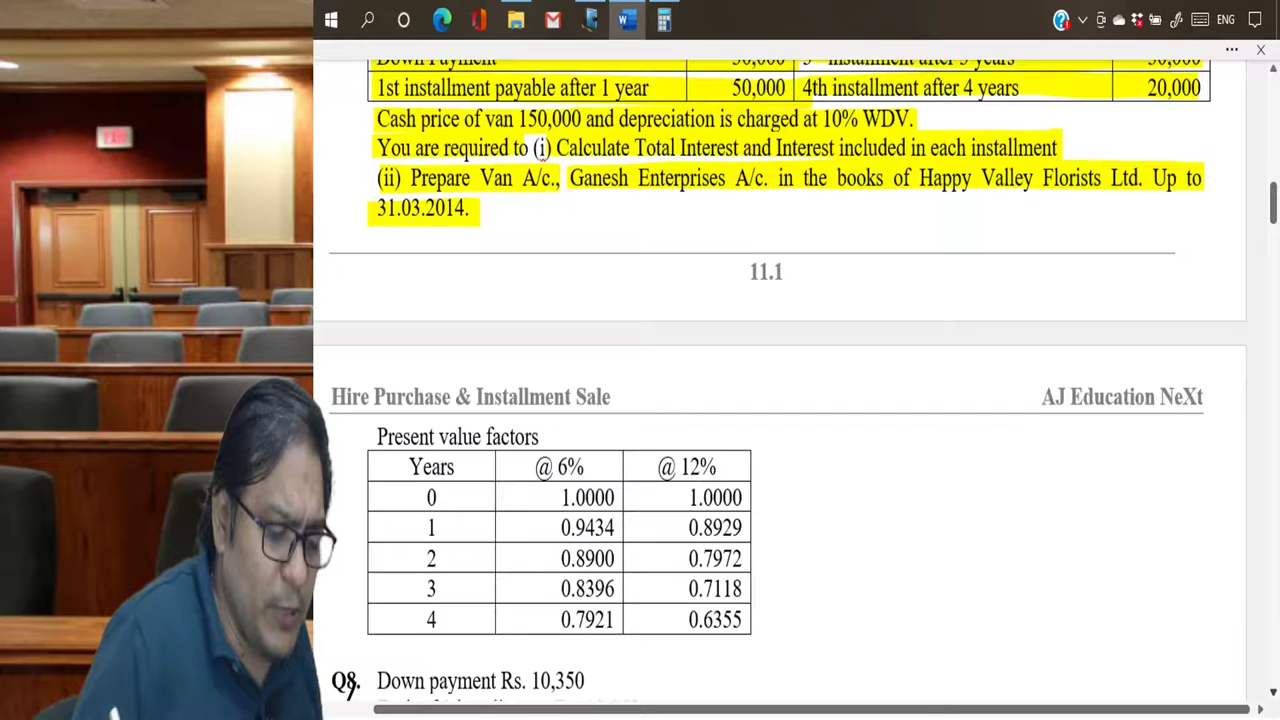 ENG
Down Payment
1st installment payable after 1 year 50,000 4th installment after 4 years 20,000
Cash price of van 150,000 and depreciation is charged at 10% WDV.
You are required to (i) Calculate Total Interest and Interest included in each installment
(ii) Prepare Van A/c., Ganesh Enterprises A/c. in the books of Happy Valley Florists Ltd. Up to
31.03.2014.
11.1
Hire Purchase & Installment Sale AJ Education NeXt
Present value factors
Years @ 6% @ 12%
0 1.0000 1.0000
1 0.9434 0.8929
2 0.8900 0.7972
3 0.8396 0.7118
4 0.7921 0.6355
Q8. Down payment Rs. 10,350